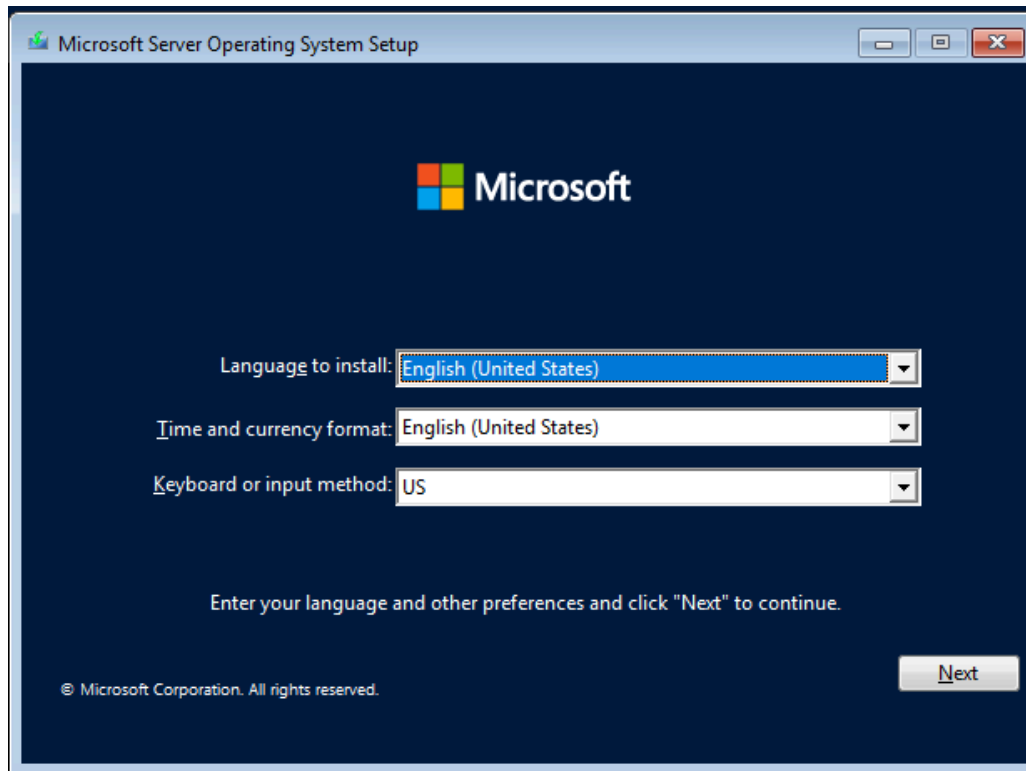 Microsoft Server Operating System Setup
Microsoft
Language to install: English (United States)
Time and currency format: English (United States)
Keyboard or input method: US
Enter your language and other preferences and click "Next" to continue.
Next
© Microsoft Corporation. All rights reserved.